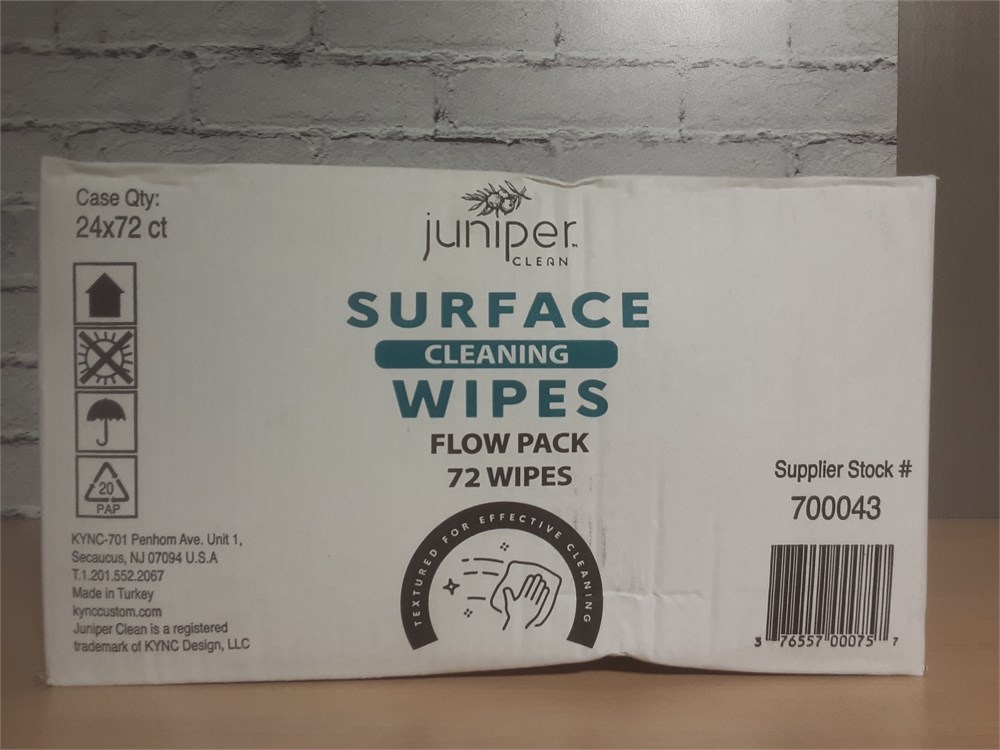 Case Qty:
24x72 ct
juniper
CLEAN
SURFACE
CLEANING
WIPES
FLOW PACK
72 WIPES
TEXTURED FOR EFFECTIVE CLEANING
20
PAP
KYNC-701 Penhom Ave. Unit 1,
Secaucus, NJ 07094 U.S.A
T.1.201.552.2067
Made in Turkey
kynccustom.com
Juniper Clean is a registered
trademark of KYNC Design, LLC
Supplier Stock #
700043
3 76557 00075 7